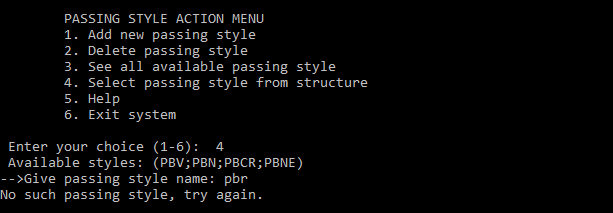 PASSING STYLE ACTION MENU
1. Add new passing style
2. Delete passing style
3. See all available passing style
4. Select passing style from structure
5. Help
6. Exit system
Enter your choice (1-6):  4
Available styles: (PBV;PBN;PBCR;PBNE)
-->Give passing style name: pbr
No such passing style, try again.